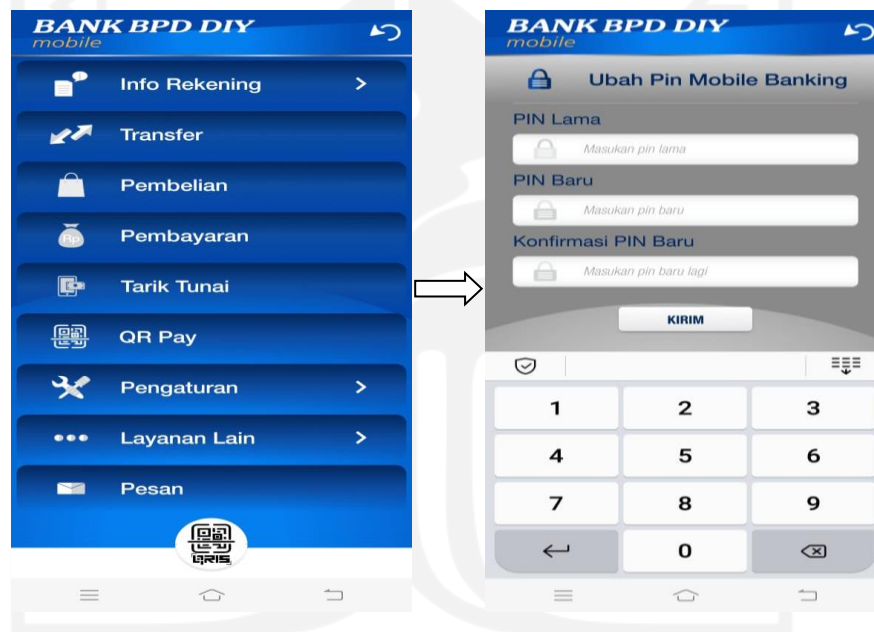 BANK BPD DIY
mobile
Info Rekening
Transfer
Pembelian
Rp
Pembayaran
Tarik Tunai
QR Pay
Pengaturan
Layanan Lain
Pesan
QRIS
BANK BPD DIY
mobile
Ubah Pin Mobile Banking
PIN Lama
Masukan pin lama
PIN Baru
Masukan pin baru
Konfirmasi PIN Baru
Masukan pin baru lagi
KIRIM
1 2 3
4 5 6
7 8 9
0